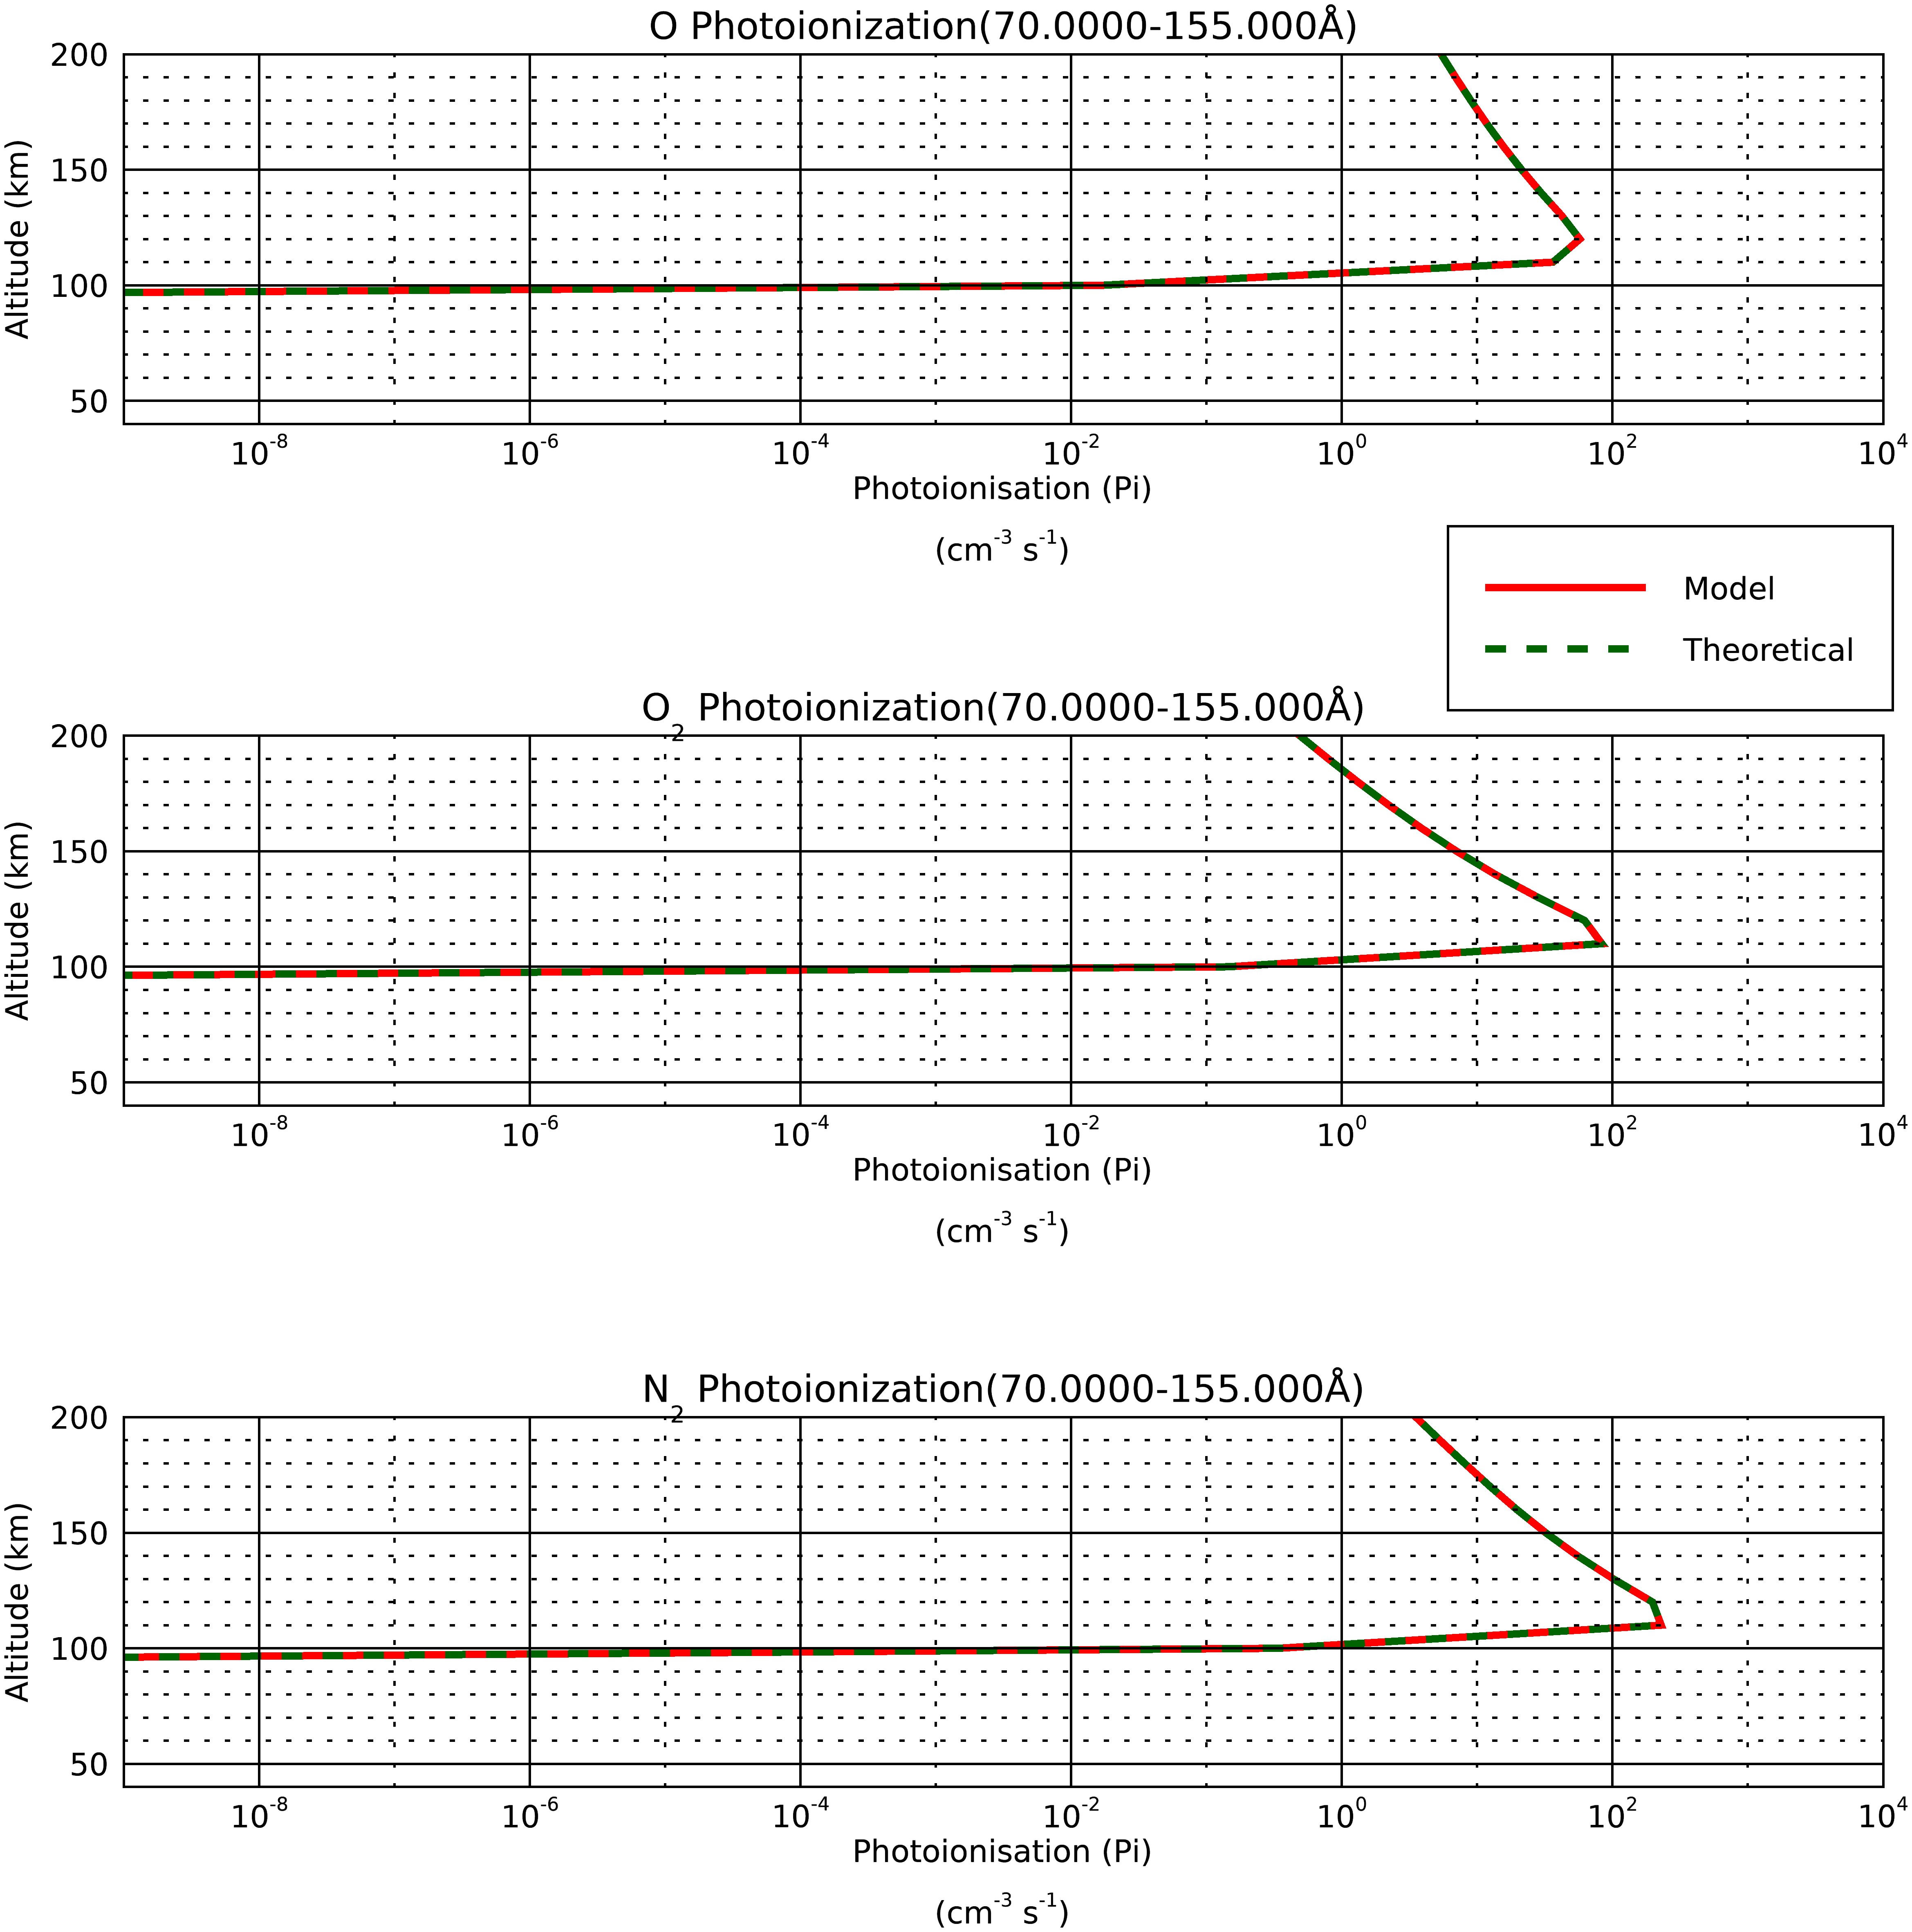 O Photoionization(70.0000-155.000Å)
200
150
100
50
Altitude (km)
10-8 10-6 10-4 10-2 100 102 104
Photoionisation (Pi)
(cm-3 s-1)
Model
Theoretical
O2 Photoionization(70.0000-155.000Å)
200
150
100
50
Altitude (km)
10-8 10-6 10-4 10-2 100 102 104
Photoionisation (Pi)
(cm-3 s-1)
N2 Photoionization(70.0000-155.000Å)
200
150
100
50
Altitude (km)
10-8 10-6 10-4 10-2 100 102 104
Photoionisation (Pi)
(cm-3 s-1)